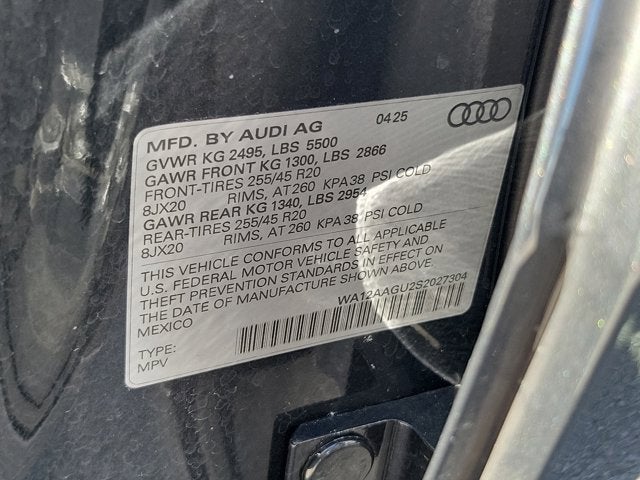 MFD. BY AUDI AG 04 25
GVWR KG 2495, LBS 5500
GAWR FRONT KG 1300, LBS 2866
FRONT-TIRES 255/45 R20
8JX20 RIMS, AT 260 KPA 38 PSI COLD
GAWR REAR KG 1340, LBS 2954
REAR-TIRES 255/45 R20
8JX20 RIMS, AT 260 KPA 38 PSI COLD
THIS VEHICLE CONFORMS TO ALL APPLICABLE
U.S. FEDERAL MOTOR VEHICLE SAFETY AND
THEFT PREVENTION STANDARDS IN EFFECT ON
THE DATE OF MANUFACTURE SHOWN ABOVE.
MEXICO
WA12AAGU2S2027304
TYPE:
MPV